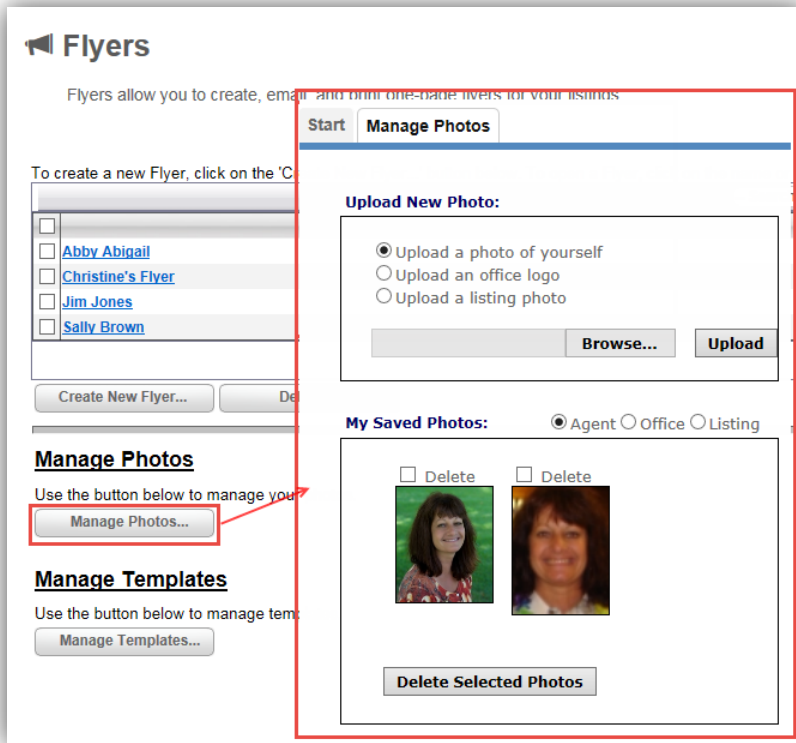 Flyers
Flyers allow you to create, email, and print one-page flyers for your listings
To create a new Flyer, click on the 'C
Abby Abigail
Christine's Flyer
Jim Jones
Sally Brown
Create New Flyer...
Del
Manage Photos
Use the button below to manage you
Manage Photos...
Manage Templates
Use the button below to manage tem
Manage Templates...
Start
Manage Photos
Upload New Photo:
Upload a photo of yourself
Upload an office logo
Upload a listing photo
Browse...
Upload
My Saved Photos:
Agent
Office
Listing
Delete
Delete
Delete Selected Photos